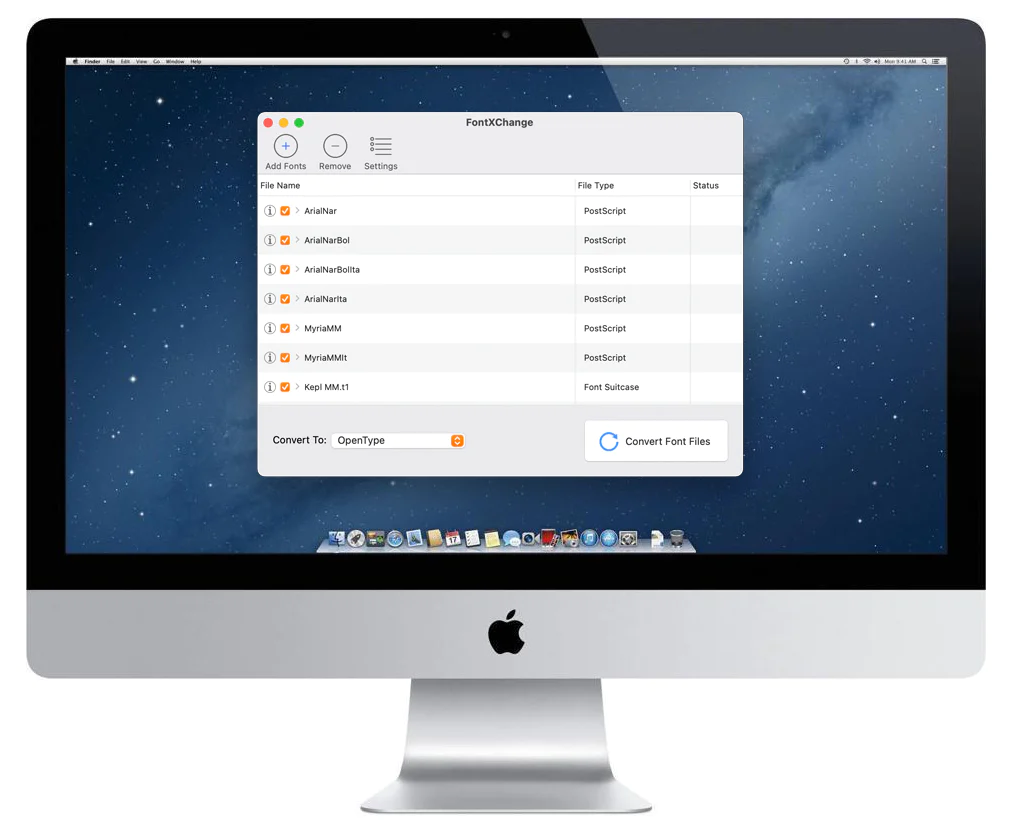 Finder File Edit View Go Window Help Mon 9:41 AM
FontXChange
Add Fonts Remove Settings
File Name File Type Status
ArialNar PostScript
ArialNarBol PostScript
ArialNarBolIta PostScript
ArialNarIta PostScript
MyriaMM PostScript
MyriaMMIt PostScript
Kepl MM.t1 Font Suitcase
Convert To: OpenType Convert Font Files
17